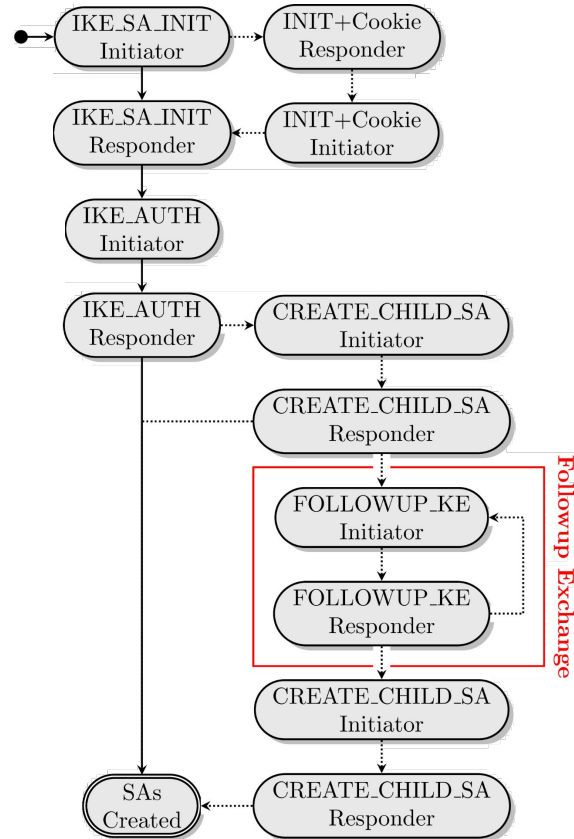 IKE_SA_INIT
Initiator
INIT+Cookie
Responder
IKE_SA_INIT
Responder
INIT+Cookie
Initiator
IKE_AUTH
Initiator
IKE_AUTH
Responder
CREATE_CHILD_SA
Initiator
CREATE_CHILD_SA
Responder
Followup Exchange
FOLLOWUP_KE
Initiator
FOLLOWUP_KE
Responder
CREATE_CHILD_SA
Initiator
SAs
Created
CREATE_CHILD_SA
Responder